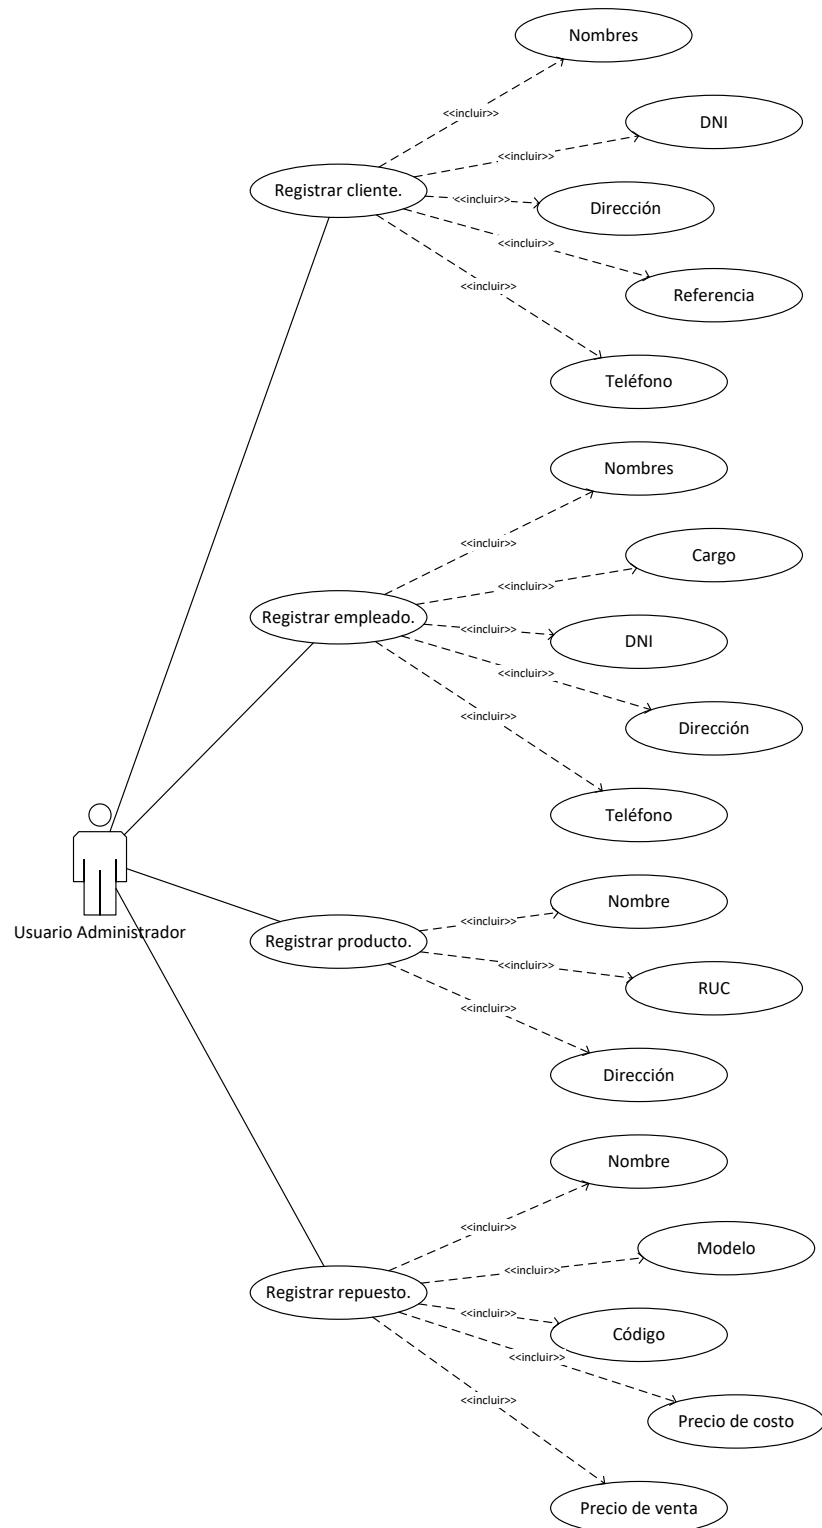 Nombres
<<incluir>>
DNI
<<incluir>>
Registrar cliente.
<<incluir>>
Dirección
<<incluir>>
Referencia
<<incluir>>
Teléfono
Nombres
<<incluir>>
Cargo
<<incluir>>
Registrar empleado.
<<incluir>>
DNI
<<incluir>>
Dirección
<<incluir>>
Teléfono
Usuario Administrador
Nombre
<<incluir>>
Registrar producto.
<<incluir>>
RUC
<<incluir>>
Dirección
Nombre
<<incluir>>
Modelo
<<incluir>>
Registrar repuesto.
<<incluir>>
Código
<<incluir>>
Precio de costo
<<incluir>>
Precio de venta